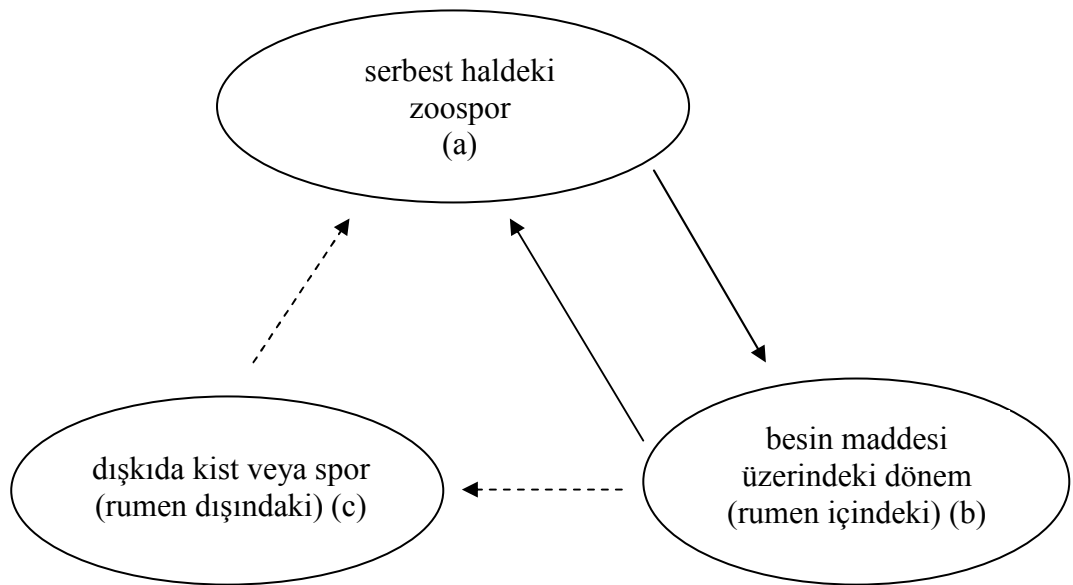 serbest haldeki
zoospor
(a)
dışkıda kist veya spor
(rumen dışındaki) (c)
besin maddesi
üzerindeki dönem
(rumen içindeki) (b)